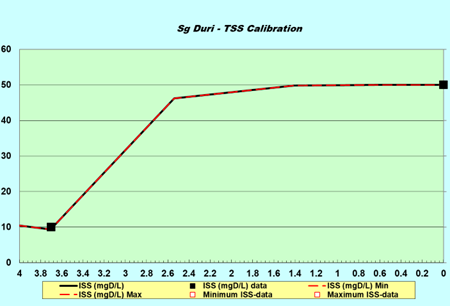 Sg Duri - TSS Calibration
60
50
40
30
20
10
0
4 3.8 3.6 3.4 3.2 3 2.8 2.6 2.4 2.2 2 1.8 1.6 1.4 1.2 1 0.8 0.6 0.4 0.2 0
ISS (mgD/L) ISS (mgD/L) data ISS (mgD/L) Min
ISS (mgD/L) Max Minimum ISS-data Maximum ISS-data